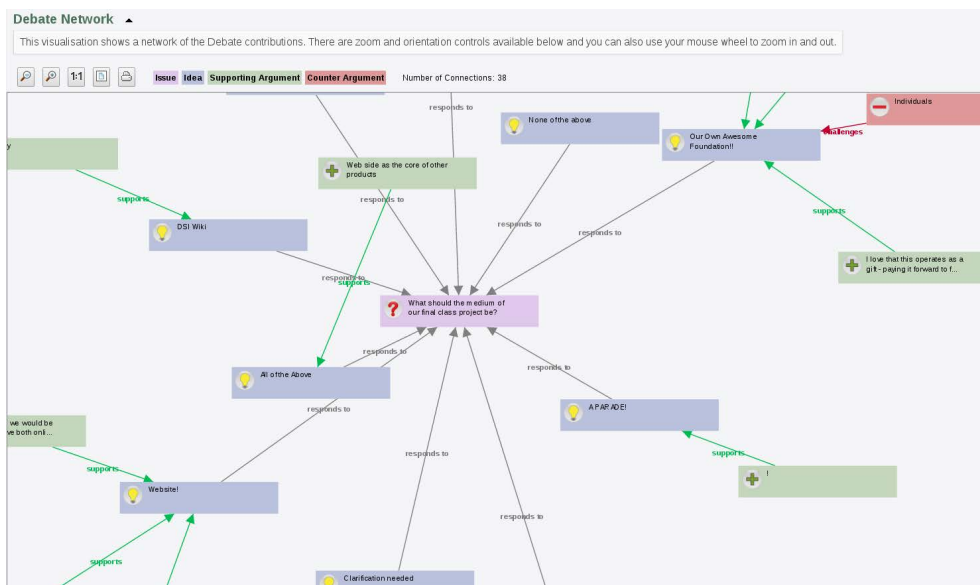 Debate Network
This visualisation shows a network of the Debate contributions. There are zoom and orientation controls available below and you can also use your mouse wheel to zoom in and out.
1:1
Issue Idea Supporting Argument Counter Argument Number of Connections: 38
Individuals
responds to
None of the above
challenges
Our Own Awesome
Foundation!!
y
Web side as the core of other
products
supports
responds to
supports
DSI Wiki
responds to
responds to
I love that this operates as a
gift - paying it forward to f...
responds to
supports
What should the medium of
our final class project be?
responds to
All of the Above
responds to
A PARADE!
responds to
we would be
ve both onli...
responds to
supports
supports
!
Website!
responds to
supports
Clarification needed